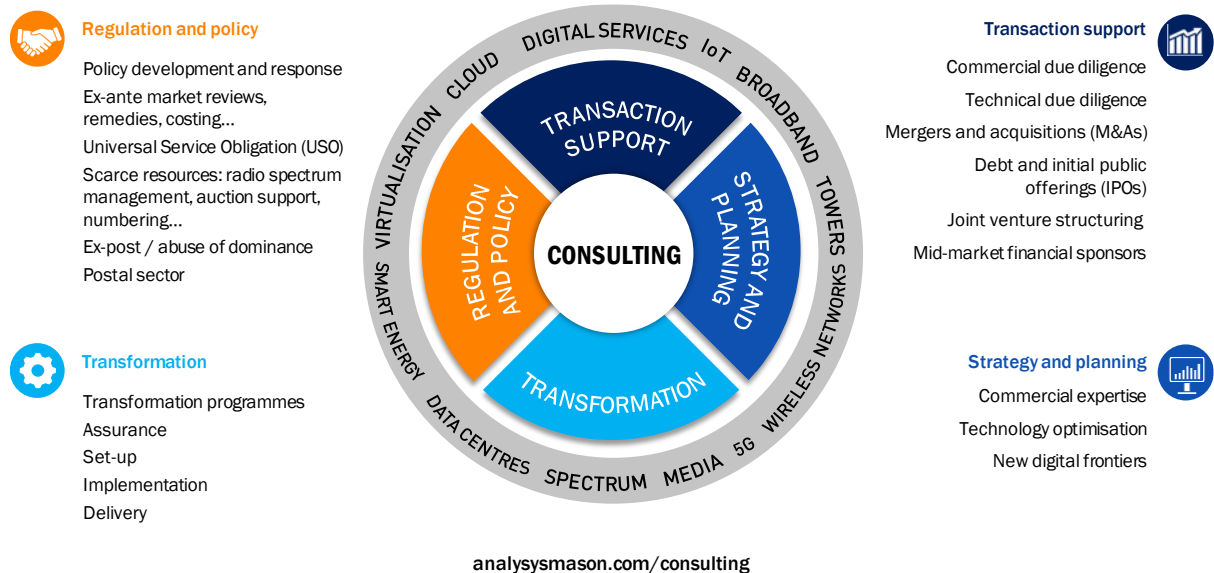 Regulation and policy
Policy development and response
Ex-ante market reviews,
remedies, costing...
Universal Service Obligation (USO)
Scarce resources: radio spectrum
management, auction support,
numbering...
Ex-post / abuse of dominance
Postal sector
Transformation
Transformation programmes
Assurance
Set-up
Implementation
Delivery
VIRTUALISATION
CLOUD
DIGITAL SERVICES
IoT
BROADBAND
TOWERS
WIRELESS NETWORKS
5G
MEDIA
SPECTRUM
DATA CENTRES
SMART ENERGY
TRANSACTION
SUPPORT
STRATEGY AND
PLANNING
TRANSFORMATION
REGULATION
AND POLICY
CONSULTING
Transaction support
Commercial due diligence
Technical due diligence
Mergers and acquisitions (M&As)
Debt and initial public
offerings (IPOs)
Joint venture structuring
Mid-market financial sponsors
Strategy and planning
Commercial expertise
Technology optimisation
New digital frontiers
analysysmason.com/consulting